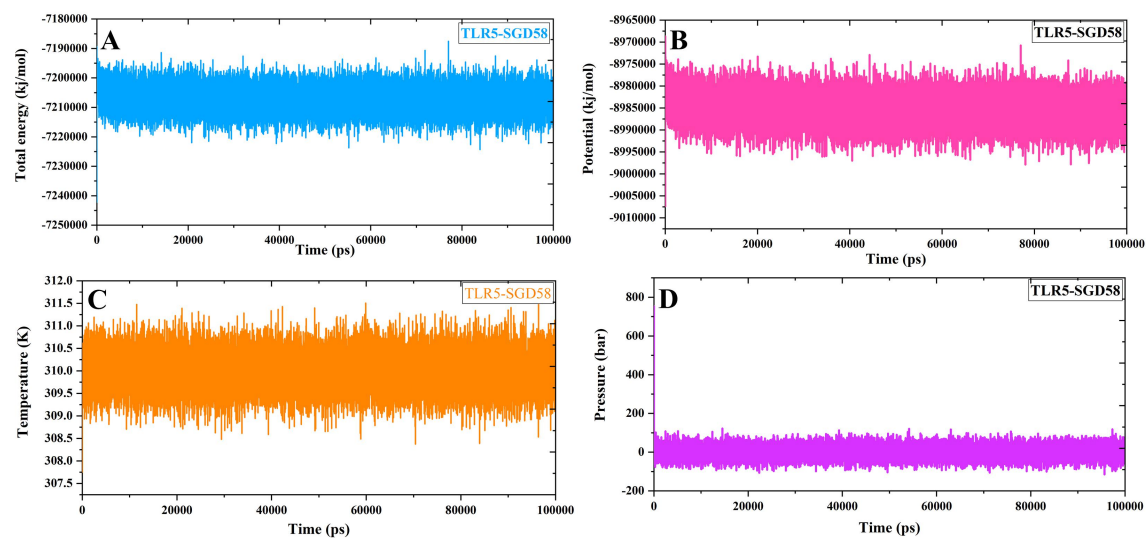 A
TLR5-SGD58
Total energy (kj/mol)
-7180000
-7190000
-7200000
-7210000
-7220000
-7230000
-7240000
-7250000
0 20000 40000 60000 80000 100000
Time (ps)
B
TLR5-SGD58
Potential (kj/mol)
-8965000
-8970000
-8975000
-8980000
-8985000
-8990000
-8995000
-9000000
-9005000
-9010000
0 20000 40000 60000 80000 100000
Time (ps)
C
TLR5-SGD58
Temperature (K)
312.0
311.5
311.0
310.5
310.0
309.5
309.0
308.5
308.0
307.5
0 20000 40000 60000 80000 100000
Time (ps)
D
TLR5-SGD58
Pressure (bar)
800
600
400
200
0
-200
0 20000 40000 60000 80000 100000
Time (ps)